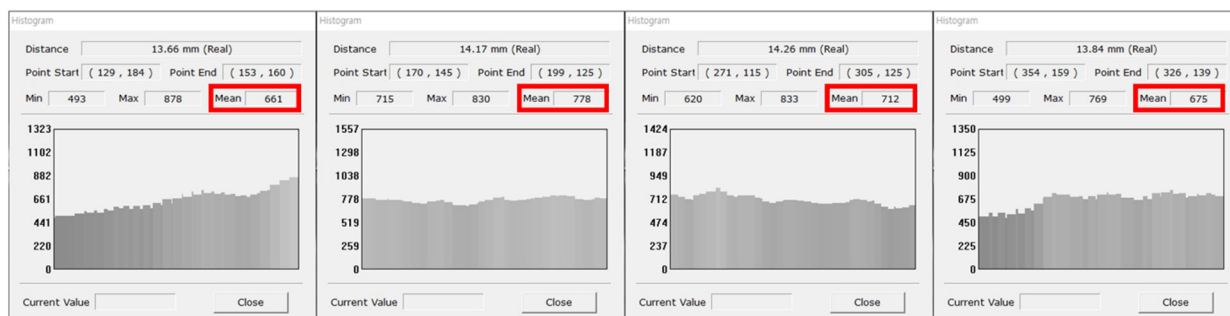 Histogram
Distance 13.66 mm (Real)
Point Start ( 129 , 184 ) Point End ( 153 , 160 )
Min 493 Max 878 Mean 661
1323
1102
882
661
441
220
0
Current Value Close
Histogram
Distance 14.17 mm (Real)
Point Start ( 170 , 145 ) Point End ( 199 , 125 )
Min 715 Max 830 Mean 778
1557
1298
1038
778
519
259
0
Current Value Close
Histogram
Distance 14.26 mm (Real)
Point Start ( 271 , 115 ) Point End ( 305 , 125 )
Min 620 Max 833 Mean 712
1424
1187
949
712
474
237
0
Current Value Close
Histogram
Distance 13.84 mm (Real)
Point Start ( 354 , 159 ) Point End ( 326 , 139 )
Min 499 Max 769 Mean 675
1350
1125
900
675
450
225
0
Current Value Close